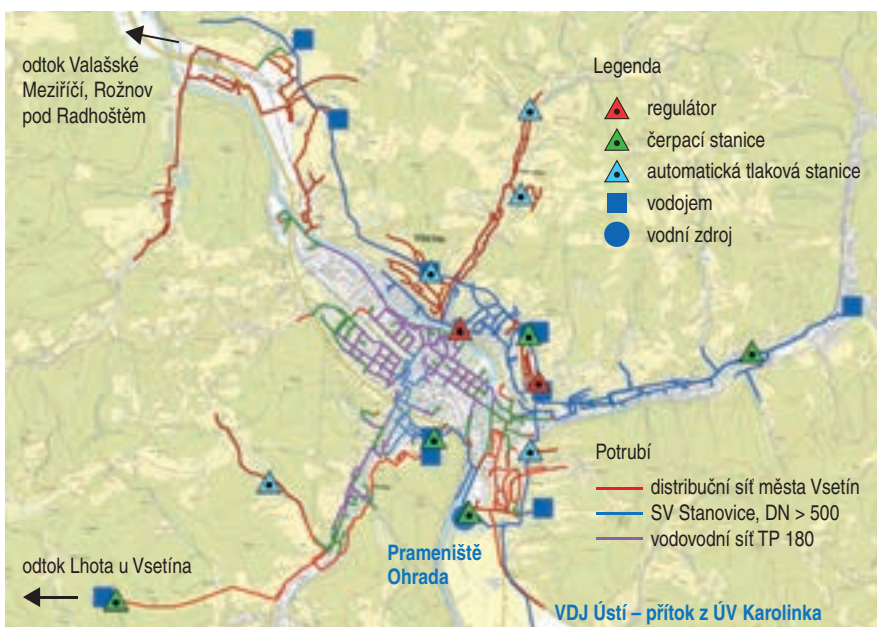 odtok Valašské
Meziříčí, Rožnov
pod Radhoštěm
Legenda
regulátor
čerpací stanice
automatická tlaková stanice
vodojem
vodní zdroj
Potrubí
distribuční síť města Vsetín
SV Stanovice, DN > 500
vodovodní síť TP 180
Prameniště
Ohrada
odtok Lhota u Vsetína
VDJ Ústí – přítok z ÚV Karolinka